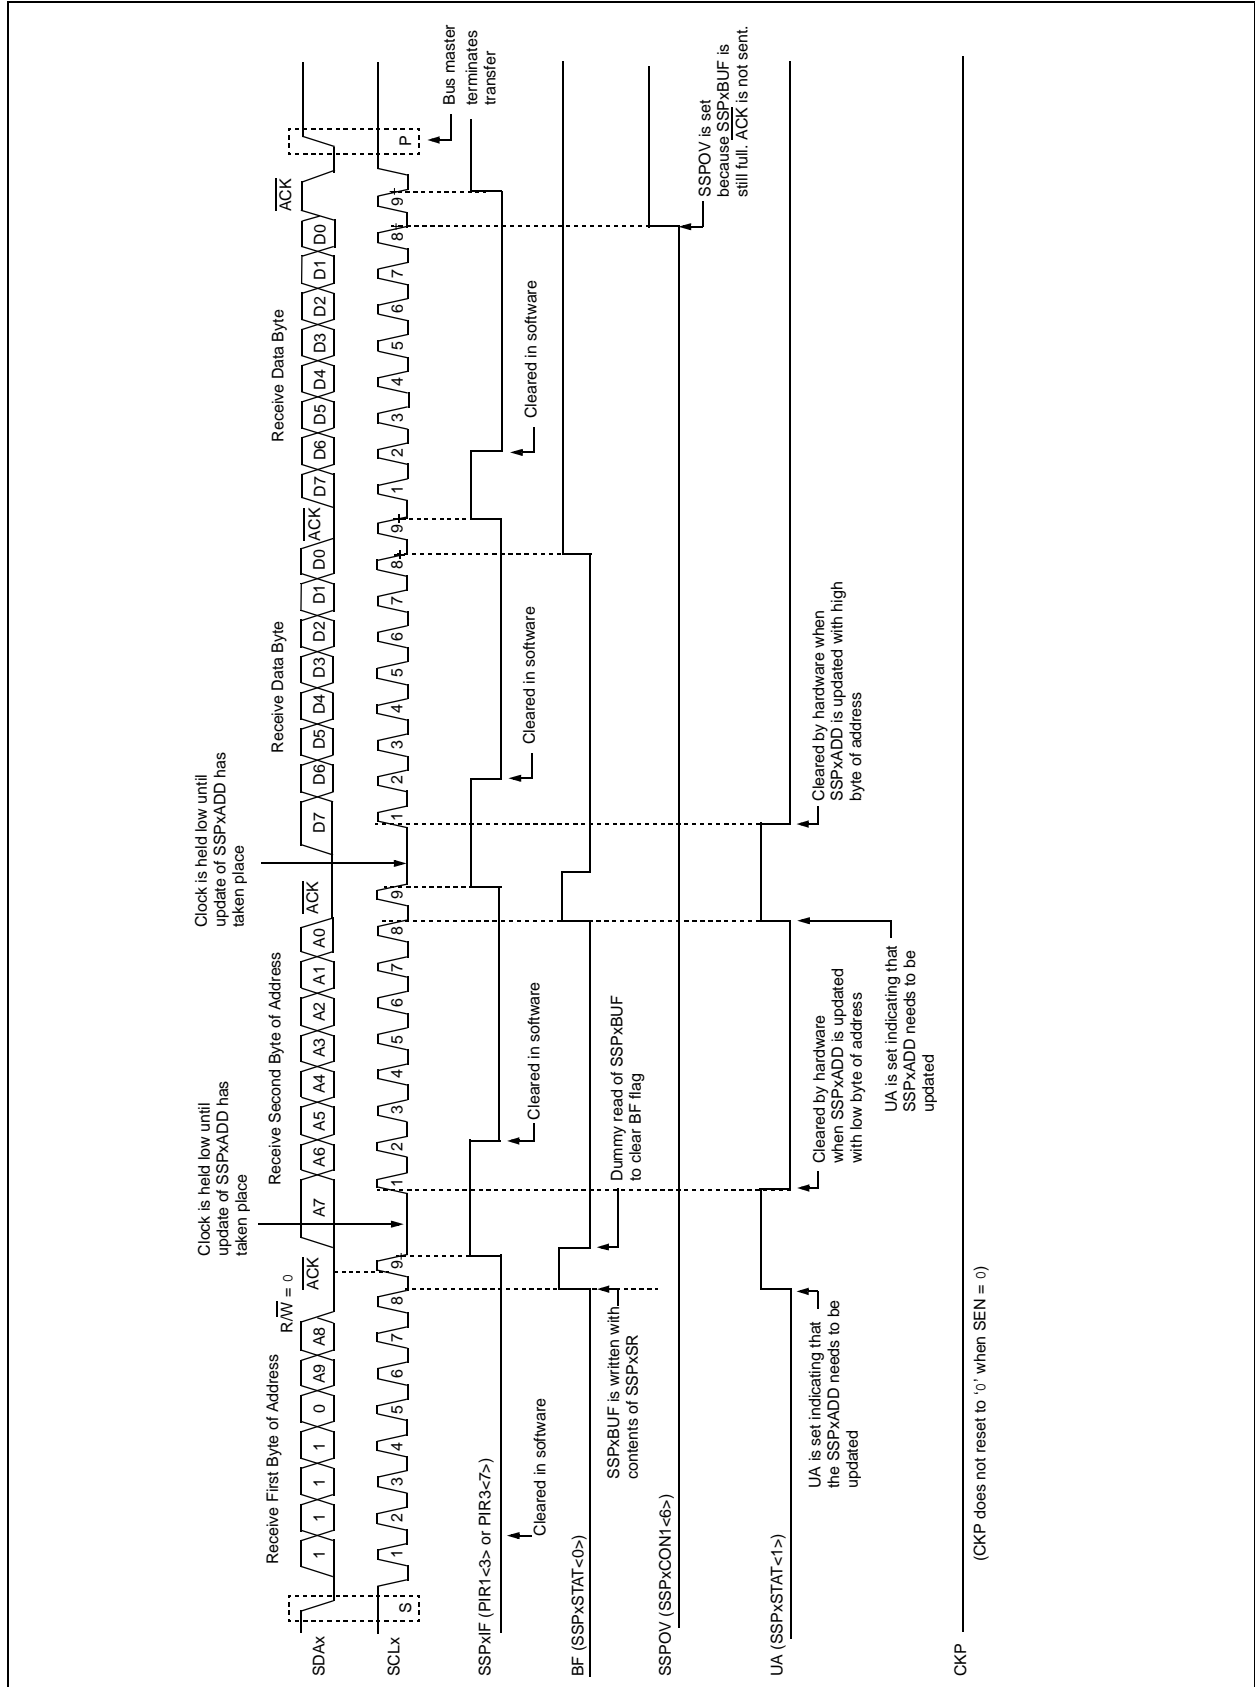 Receive First Byte of Address
R/W = 0
ACK
Clock is held low until
update of SSPxADD has
taken place
Receive Second Byte of Address
ACK
Clock is held low until
update of SSPxADD has
taken place
Receive Data Byte
ACK
Receive Data Byte
ACK
SDAx
1 1 1 1 0 A9 A8
A7 A6 A5 A4 A3 A2 A1 A0
D7 D6 D5 D4 D3 D2 D1 D0
D7 D6 D5 D4 D3 D2 D1 D0
SCLx
S
1 2 3 4 5 6 7 8 9
1 2 3 4 5 6 7 8 9
1 2 3 4 5 6 7 8 9
1 2 3 4 5 6 7 8 9
P
Bus master
terminates
transfer
SSPxIF (PIR1<3> or PIR3<7>)
Cleared in software
Cleared in software
Cleared in software
Cleared in software
BF (SSPxSTAT<0>)
SSPxBUF is written with
contents of SSPxSR
Dummy read of SSPxBUF
to clear BF flag
SSPOV (SSPxCON1<6>)
SSPOV is set
because SSPxBUF is
still full. ACK is not sent.
UA (SSPxSTAT<1>)
UA is set indicating that
the SSPxADD needs to be
updated
Cleared by hardware
when SSPxADD is updated
with low byte of address
UA is set indicating that
SSPxADD needs to be
updated
Cleared by hardware when
SSPxADD is updated with high
byte of address
CKP
(CKP does not reset to ‘0’ when SEN = 0)